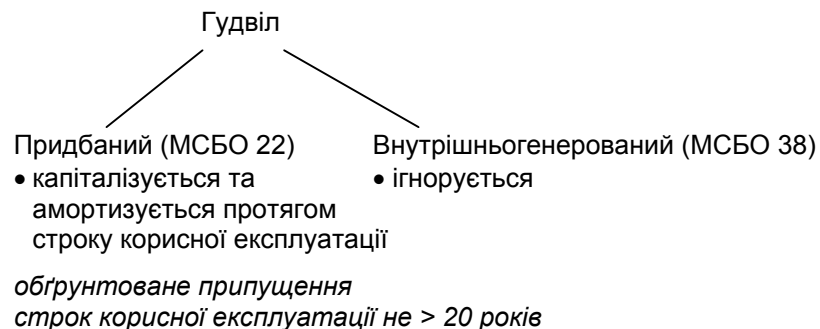 Гудвіл
Придбаний (МСБО 22)
• капіталізується та
амортизується протягом
строку корисної експлуатації
Внутрішньогенерований (МСБО 38)
• ігнорується
обґрунтоване припущення
строк корисної експлуатації не > 20 років